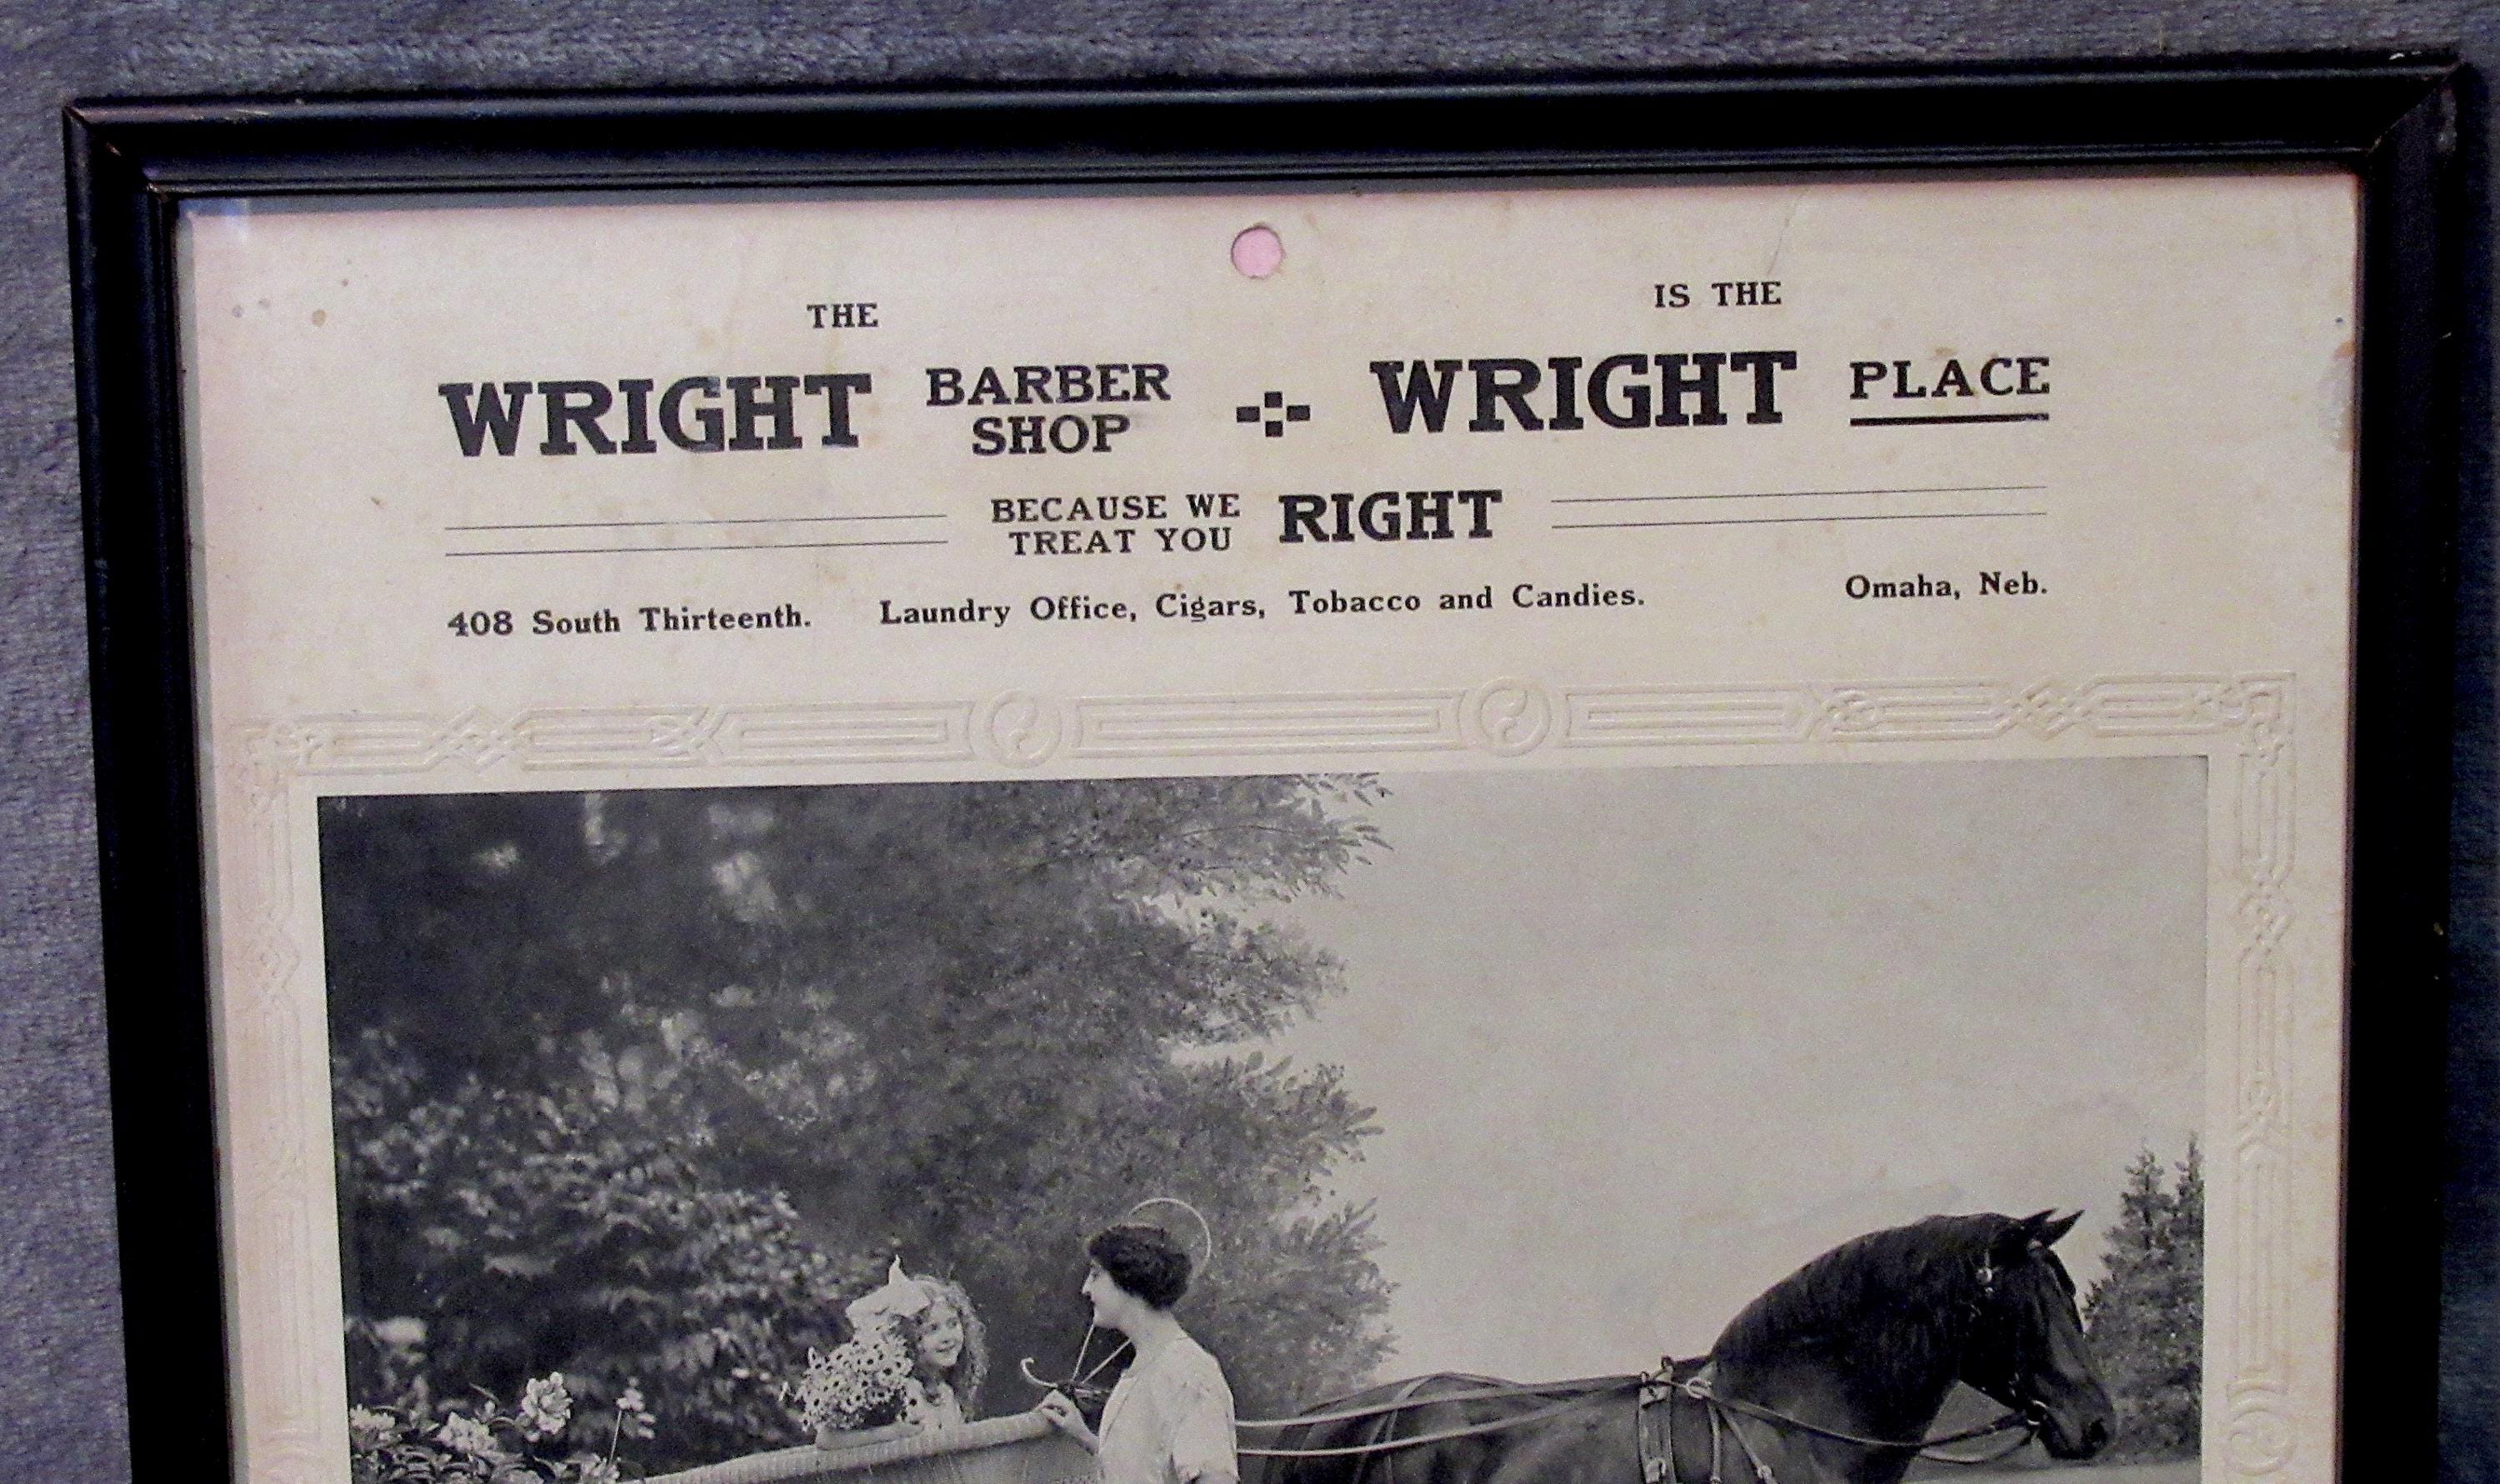 THE IS THE
WRIGHT BARBER SHOP WRIGHT PLACE
BECAUSE WE TREAT YOU RIGHT
408 South Thirteenth. Laundry Office, Cigars, Tobacco and Candies. Omaha, Neb.